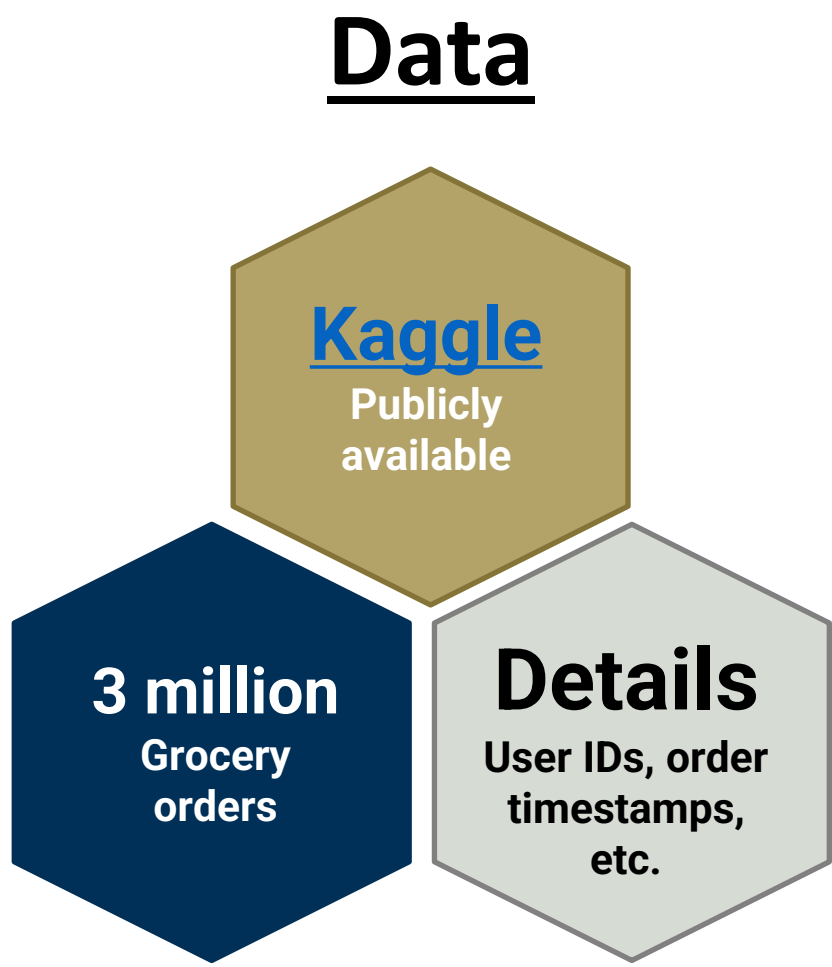 Data
Kaggle
Publicly
available
3 million
Grocery
orders
Details
User IDs, order
timestamps,
etc.